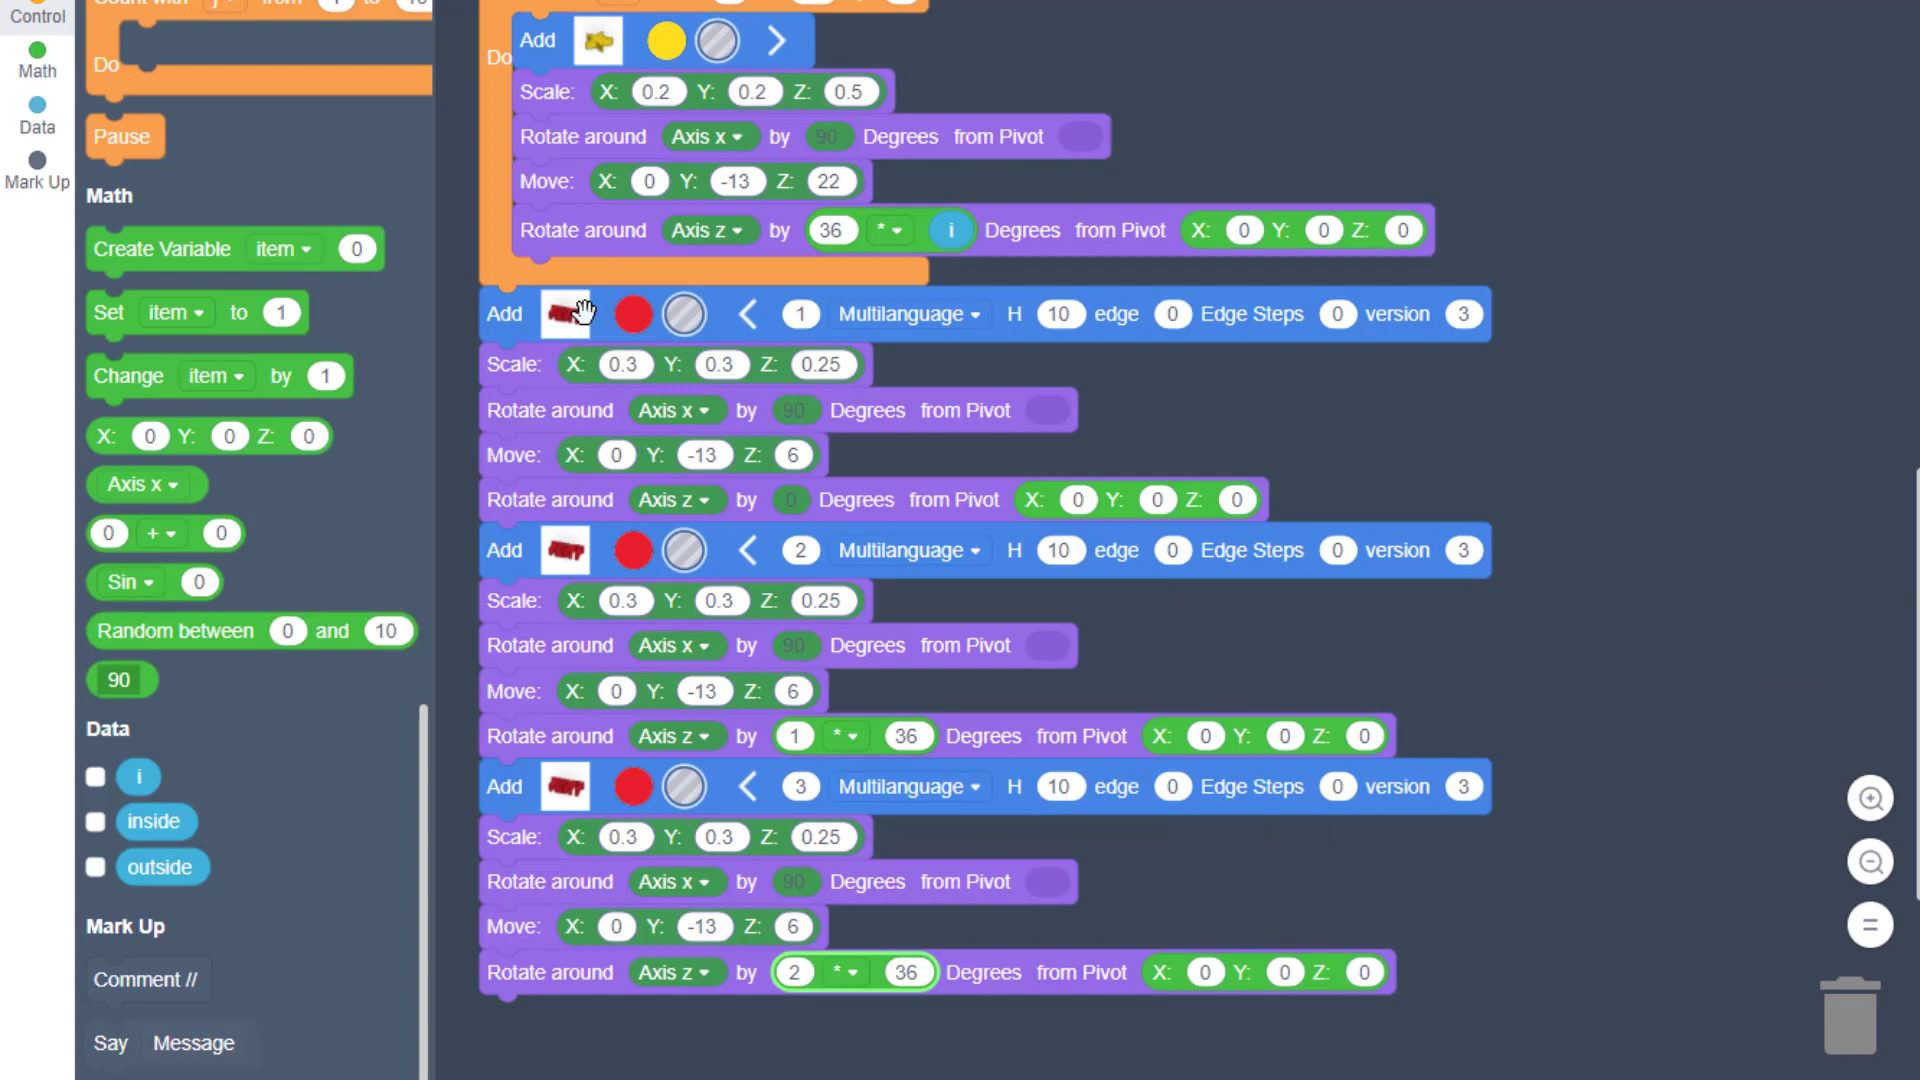 Control
Math
Data
Mark Up
Do
Pause
Math
Create Variable item 0
Set item to 1
Change item by 1
X: 0 Y: 0 Z: 0
Axis x
0 + 0
Sin 0
Random between 0 and 10
90
Data
i
inside
outside
Mark Up
Comment //
Say Message
Do
Add
Scale: X: 0.2 Y: 0.2 Z: 0.5
Rotate around Axis x by 90 Degrees from Pivot
Move: X: 0 Y: -13 Z: 22
Rotate around Axis z by 36 * i Degrees from Pivot X: 0 Y: 0 Z: 0
Add 1 Multilanguage H 10 edge 0 Edge Steps 0 version 3
Scale: X: 0.3 Y: 0.3 Z: 0.25
Rotate around Axis x by 90 Degrees from Pivot
Move: X: 0 Y: -13 Z: 6
Rotate around Axis z by 0 Degrees from Pivot X: 0 Y: 0 Z: 0
Add 2 Multilanguage H 10 edge 0 Edge Steps 0 version 3
Scale: X: 0.3 Y: 0.3 Z: 0.25
Rotate around Axis x by 90 Degrees from Pivot
Move: X: 0 Y: -13 Z: 6
Rotate around Axis z by 1 * 36 Degrees from Pivot X: 0 Y: 0 Z: 0
Add 3 Multilanguage H 10 edge 0 Edge Steps 0 version 3
Scale: X: 0.3 Y: 0.3 Z: 0.25
Rotate around Axis x by 90 Degrees from Pivot
Move: X: 0 Y: -13 Z: 6
Rotate around Axis z by 2 * 36 Degrees from Pivot X: 0 Y: 0 Z: 0